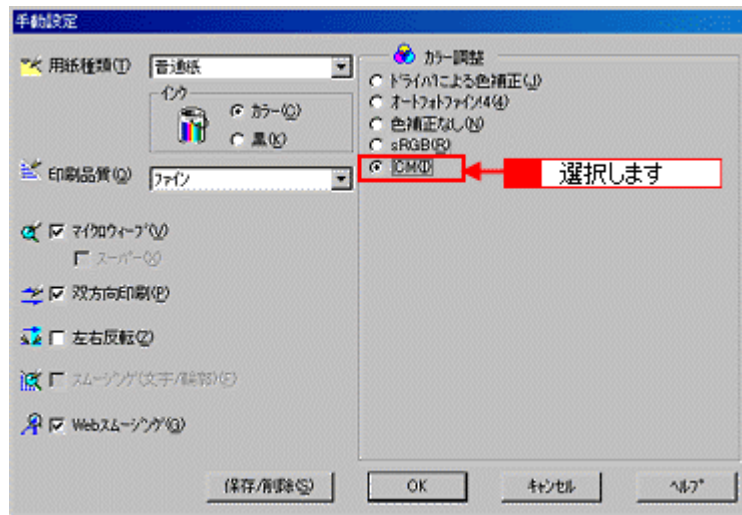 手動設定
用紙種類(T)
普通紙
インク
カラー(C)
黒(K)
印刷品質(Q)
ファイン
マイクロウィーブ(V)
スーパー(X)
双方向印刷(P)
左右反転(Z)
スムージング(文字/輪郭)(F)
Webスムージング(G)
カラー調整
ドライバによる色補正(J)
オートフォトファイン!4(4)
色補正なし(N)
sRGB(R)
ICM(I)
選択します
保存/削除(S)
OK
キャンセル
ヘルプ